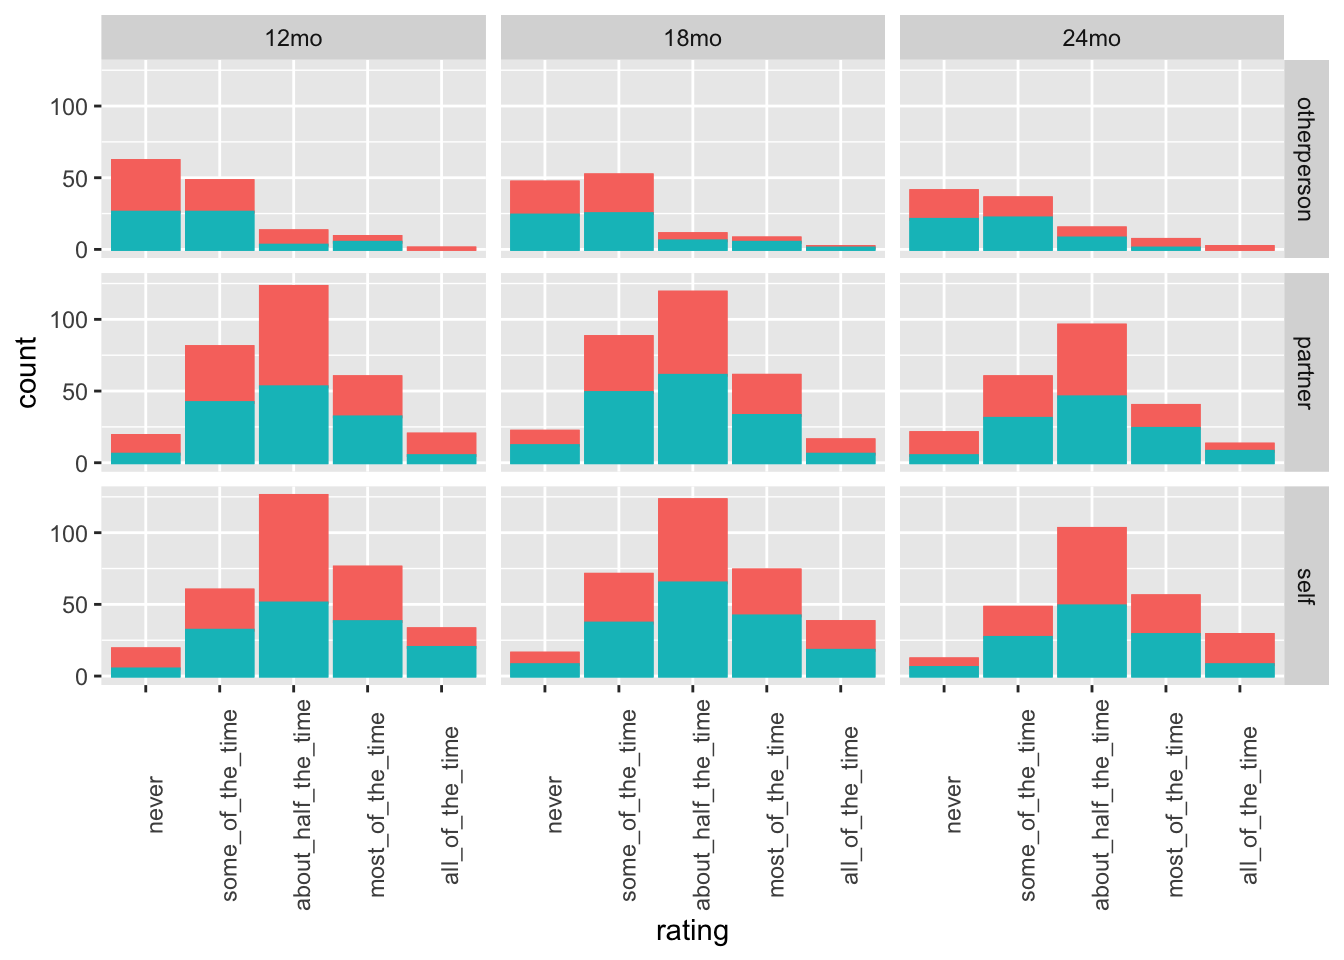 12mo
18mo
24mo
100
50
0
otherperson
count
100
50
0
partner
100
50
0
self
never
some_of_the_time
about_half_the_time
most_of_the_time
all_of_the_time
never
some_of_the_time
about_half_the_time
most_of_the_time
all_of_the_time
never
some_of_the_time
about_half_the_time
most_of_the_time
all_of_the_time
rating